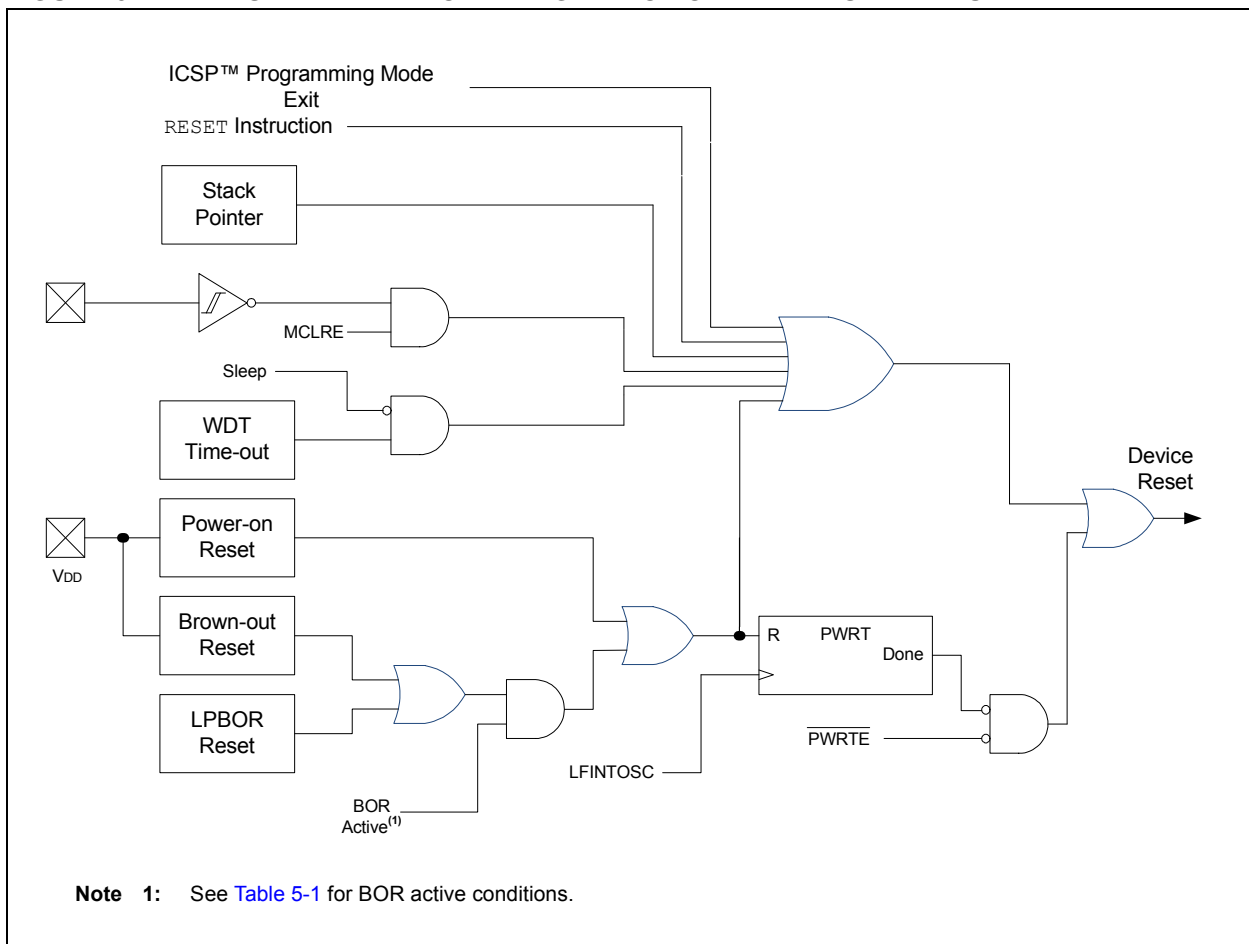 ICSP™ Programming Mode
Exit
RESET Instruction
Stack
Pointer
MCLRE
Sleep
WDT
Time-out
Device
Reset
VDD
Power-on
Reset
Brown-out
Reset
R PWRT
Done
LPBOR
Reset
PWRTE
LFINTOSC
BOR
Active(1)
Note 1: See Table 5-1 for BOR active conditions.